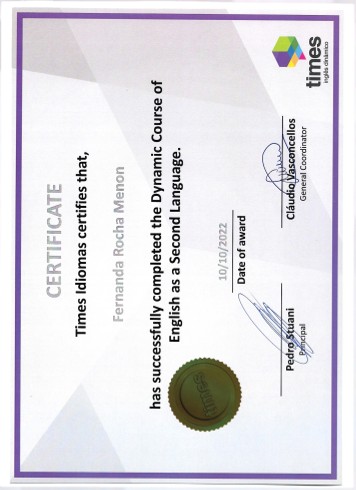 CERTIFICATE
Times Idiomas certifies that,
Fernanda Rocha Menon
has successfully completed the Dynamic Course of
English as a Second Language.
times
10/10/2022
Date of award
Pedro Stuani
Principal
Cláudio Vasconcellos
General Coordinator
times
inglês dinâmico